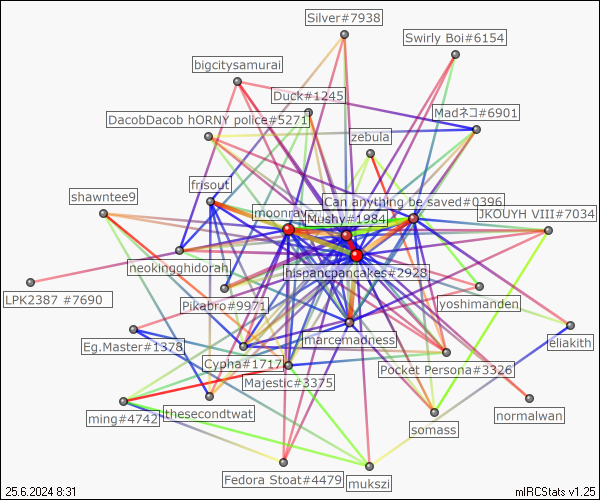 Silver#7938
Swirly Boi#6154
bigcitysamurai
Duck#1245
Madネコ#6901
DacobDacob hORNY police#5271
zebula
frisout
shawntee9
Can anything be saved#0396
moonrav
Mushy#1984
JKOUYH VIII#7034
neokingghidorah
hispancpancakes#2928
LPK2387 #7690
Pikabro#9971
yoshimanden
marcemadness
eliakith
Eg.Master#1378
Cypha#1717
Pocket Persona#3326
Majestic#3375
ming#4742
thesecondtwat
normalwan
somass
Fedora Stoat#4479
mukszi
25.6.2024 8:31
mIRCStats v1.25